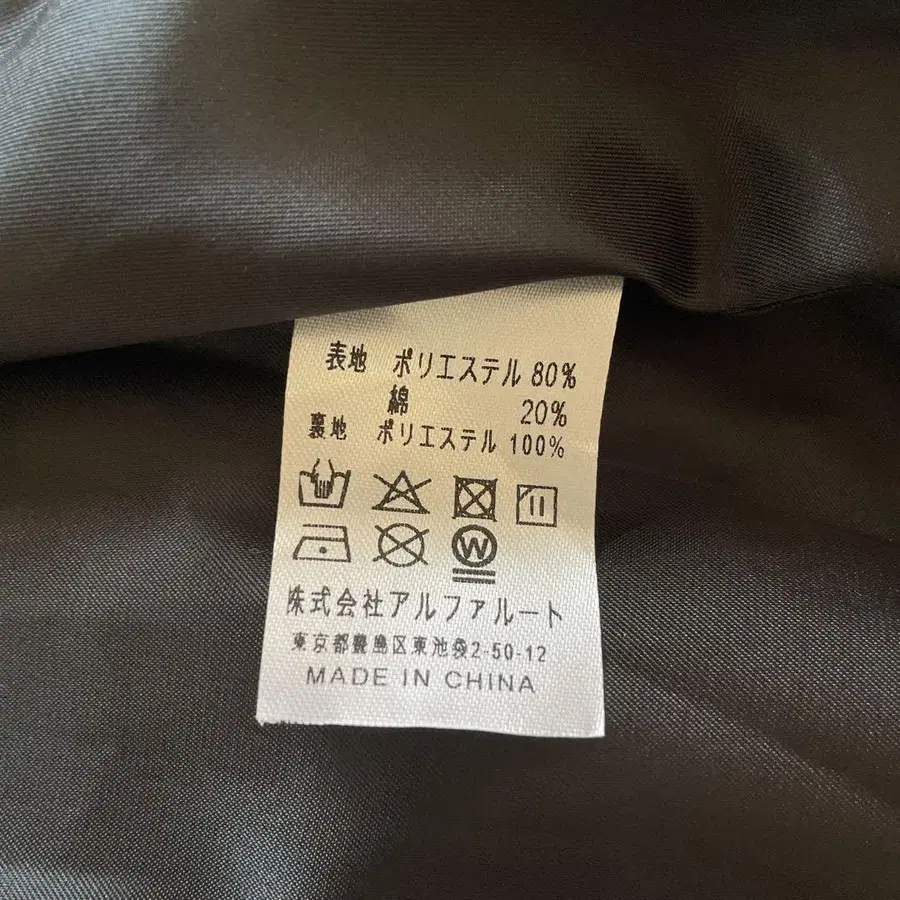 表地 ポリエステル 80%
綿 20%
裏地 ポリエステル 100%
W
株式会社アルファルート
東京都豊島区東池袋2-50-12
MADE IN CHINA